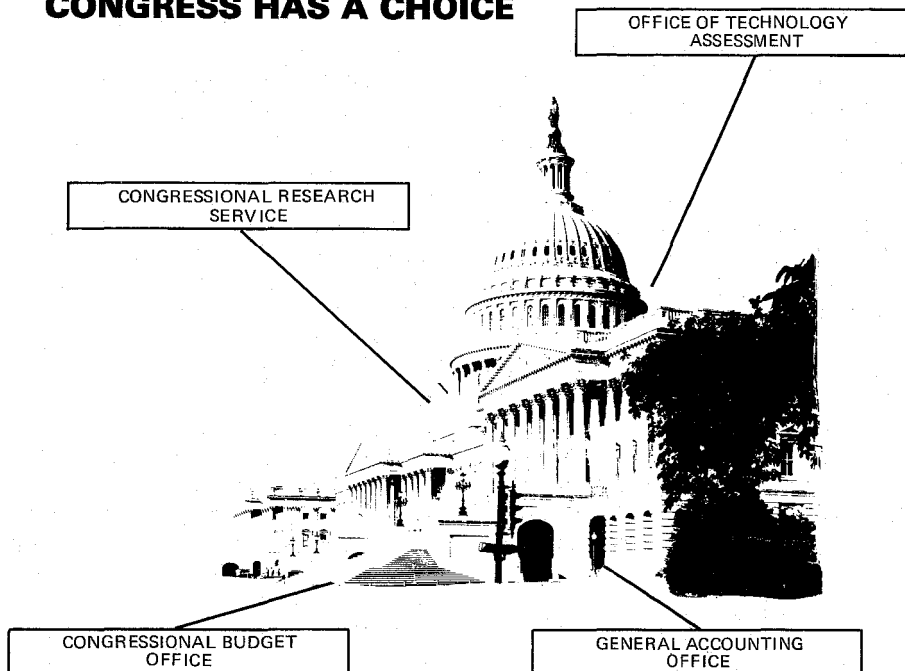 CONGRESS HAS A CHOICE
OFFICE OF TECHNOLOGY
ASSESSMENT
CONGRESSIONAL RESEARCH
SERVICE
CONGRESSIONAL BUDGET
OFFICE
GENERAL ACCOUNTING
OFFICE